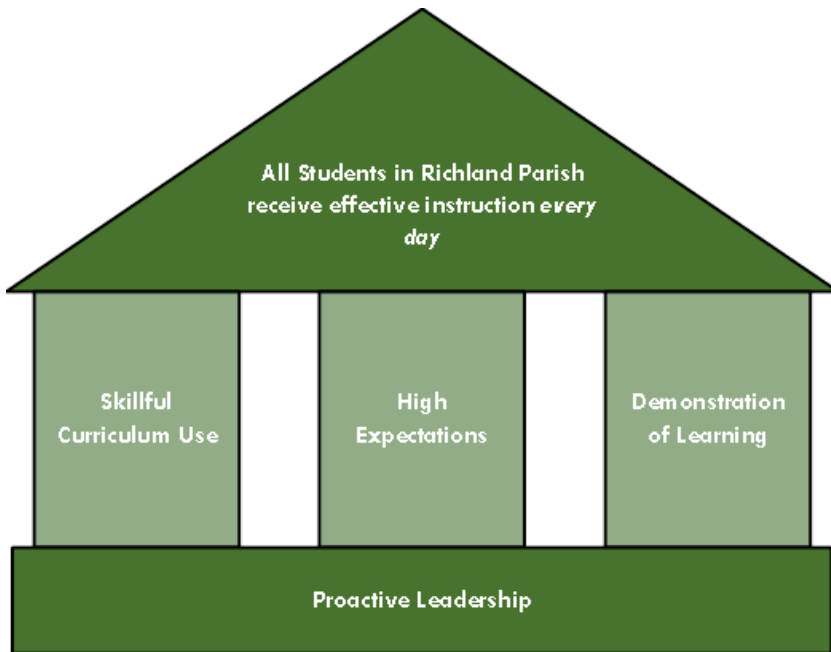 All Students in Richland Parish
receive effective instruction every
day
Skillful
Curriculum Use
High
Expectations
Demonstration
of Learning
Proactive Leadership